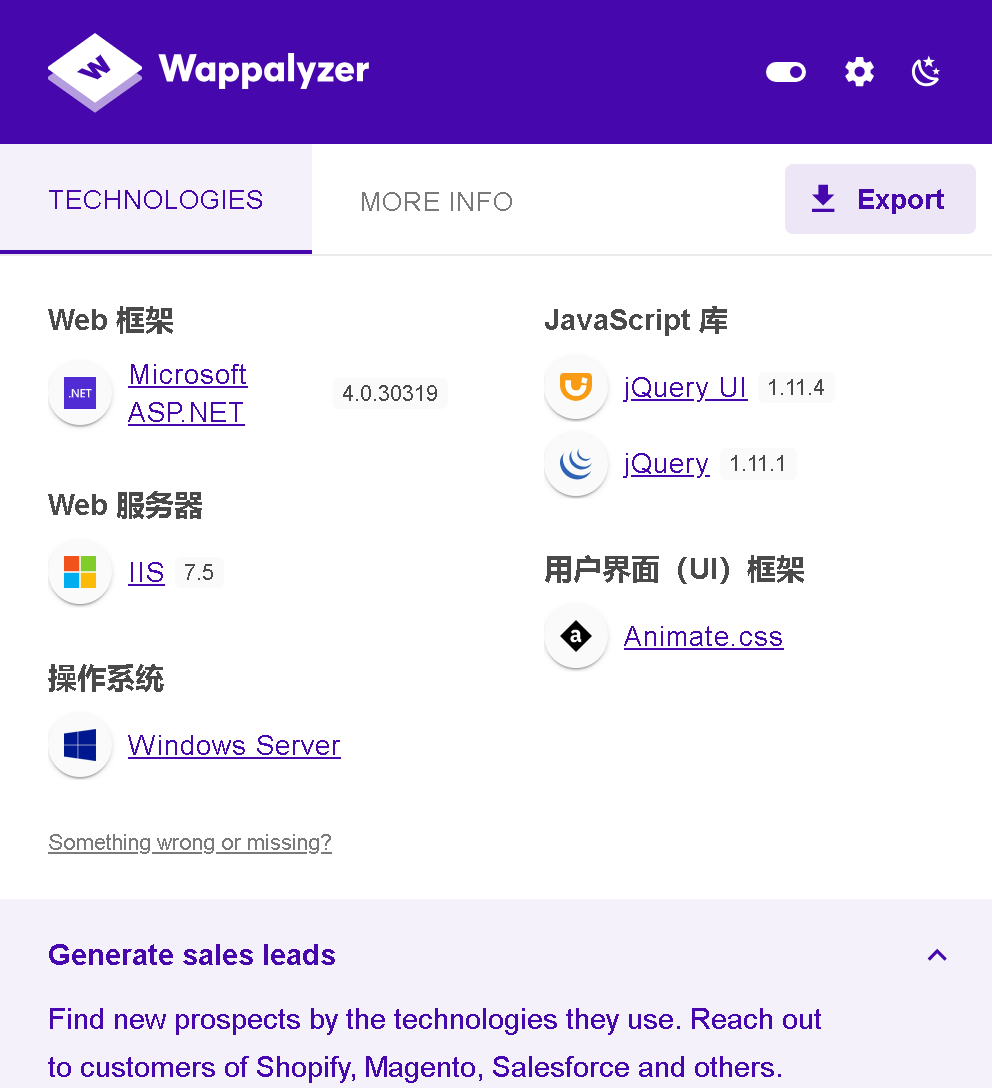 Wappalyzer
TECHNOLOGIES
MORE INFO
Export
Web 框架
.NET
Microsoft
ASP.NET
4.0.30319
Web 服务器
IIS 7.5
操作系统
Windows Server
JavaScript 库
jQuery UI 1.11.4
jQuery 1.11.1
用户界面（UI）框架
a
Animate.css
Something wrong or missing?
Generate sales leads
Find new prospects by the technologies they use. Reach out
to customers of Shopify, Magento, Salesforce and others.